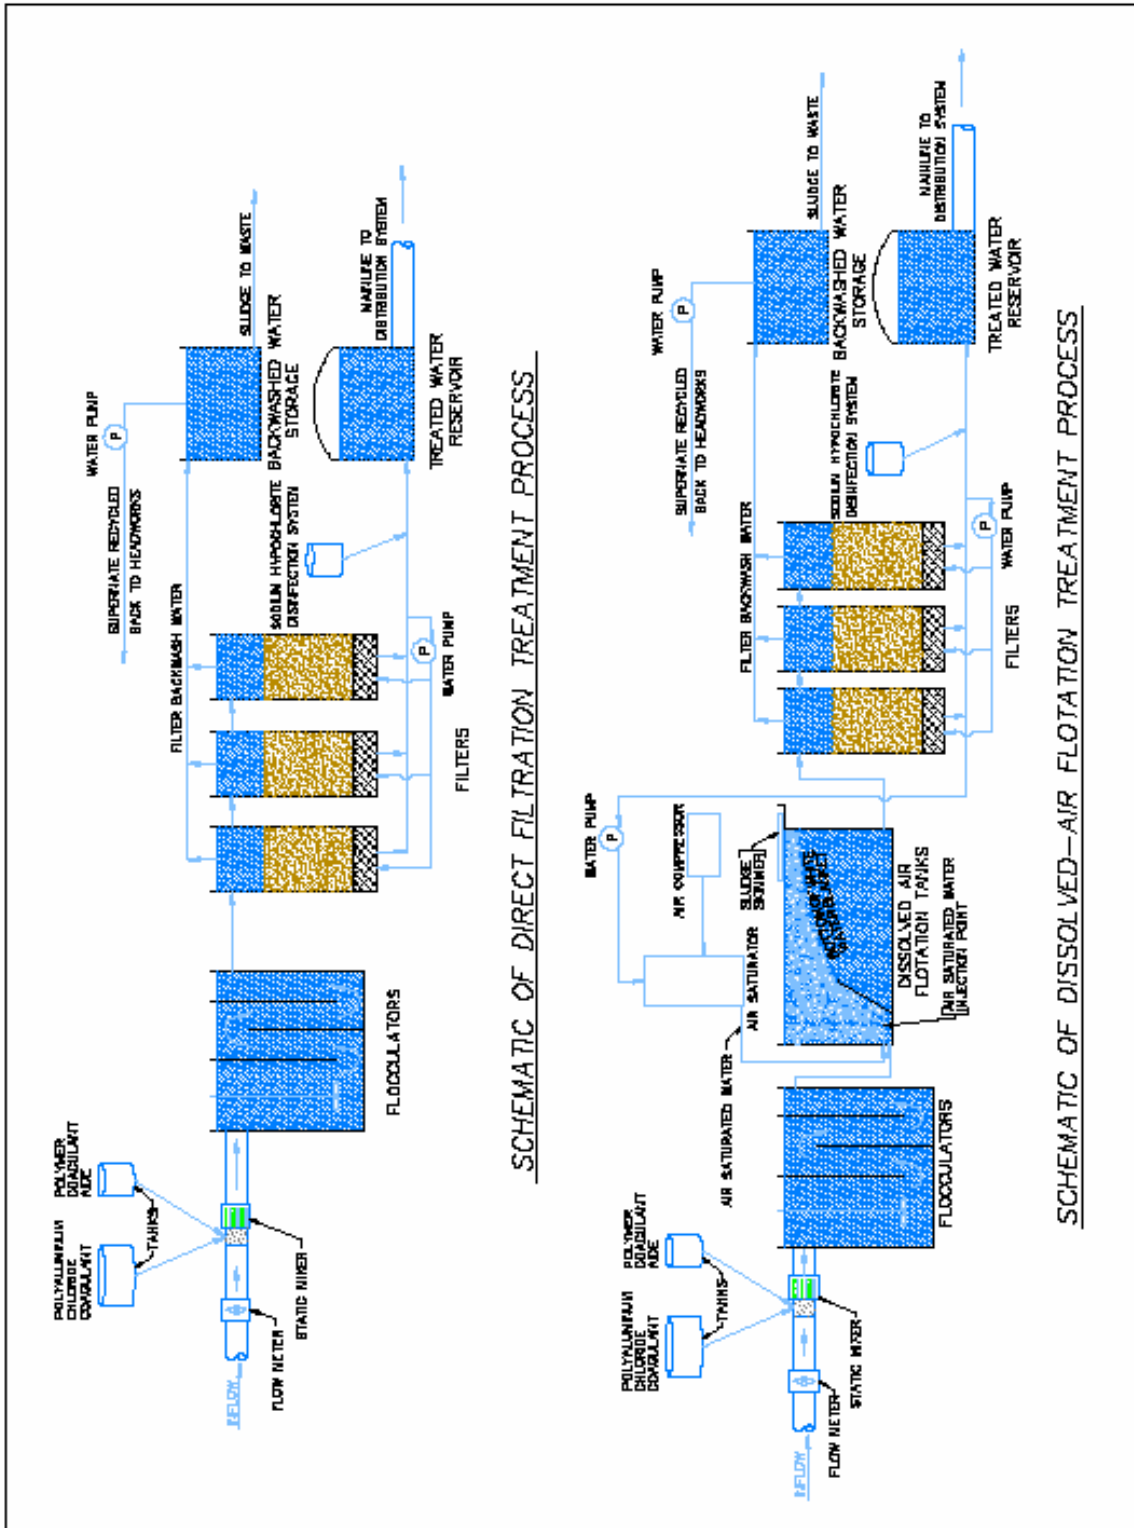 POLYALUMINUM
CHLORIDE
COAGULANT
POLYMER
COAGULANT
AIDE
TANKS
INFLOW
FLOW METER
STATIC MIXER
FLOCCULATORS
FILTER BACKWASH WATER
FILTERS
WATER PUMP
SODIUM HYPOCHLORITE
DISINFECTION SYSTEM
SUPERNATE RECYCLED
BACK TO HEADWORKS
WATER PUMP
BACKWASHED WATER
STORAGE
SLUDGE TO WASTE
TREATED WATER
RESERVOIR
MAINLINE TO
DISTRIBUTION SYSTEM
SCHEMATIC OF DIRECT FILTRATION TREATMENT PROCESS
POLYALUMINUM
CHLORIDE
COAGULANT
POLYMER
COAGULANT
AIDE
TANKS
INFLOW
FLOW METER
STATIC MIXER
FLOCCULATORS
AIR SATURATED WATER
AIR SATURATOR
AIR COMPRESSOR
WATER PUMP
SLUDGE
SKIMMER
BOTTOM OF WHITE
WATER BLANKET
DISSOLVED AIR
FLOTATION TANKS
AIR SATURATED WATER
INJECTION POINT
FILTER BACKWASH WATER
FILTERS
WATER PUMP
SODIUM HYPOCHLORITE
DISINFECTION SYSTEM
SUPERNATE RECYCLED
BACK TO HEADWORKS
WATER PUMP
BACKWASHED WATER
STORAGE
SLUDGE TO WASTE
TREATED WATER
RESERVOIR
MAINLINE TO
DISTRIBUTION SYSTEM
SCHEMATIC OF DISSOLVED-AIR FLOTATION TREATMENT PROCESS
P
P
P
P
P